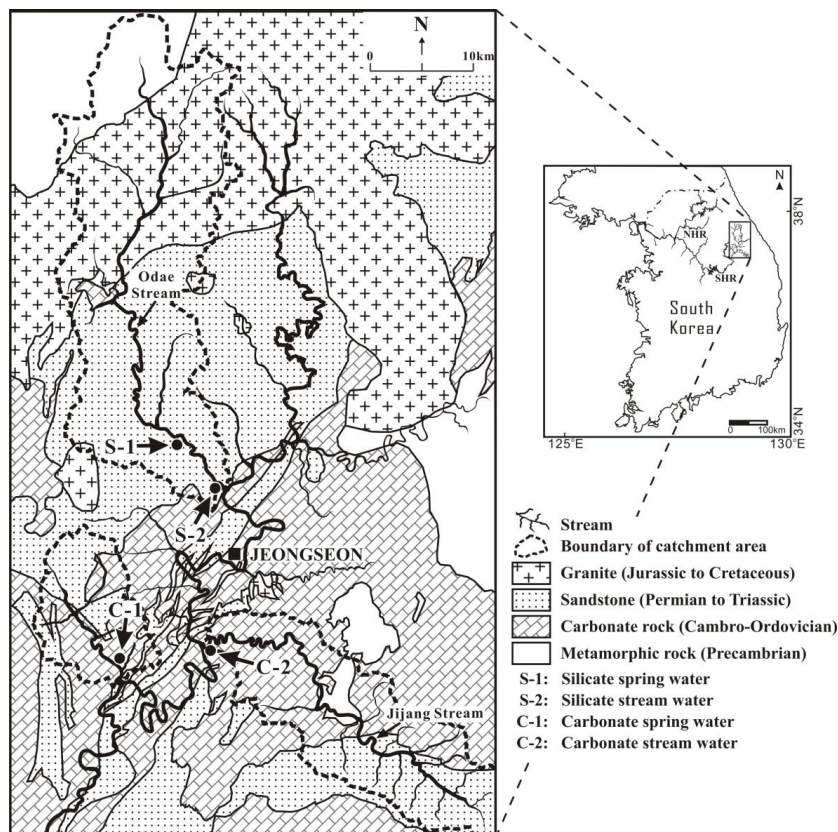 N
0 10km
Odae
Stream
S-1
S-2
JEONGSEON
C-1
C-2
Jijang Stream
N
38°N
NHR
SHR
South
Korea
34°N
0 100km
125°E
130°E
Stream
Boundary of catchment area
Granite (Jurassic to Cretaceous)
Sandstone (Permian to Triassic)
Carbonate rock (Cambro-Ordovician)
Metamorphic rock (Precambrian)
S-1: Silicate spring water
S-2: Silicate stream water
C-1: Carbonate spring water
C-2: Carbonate stream water